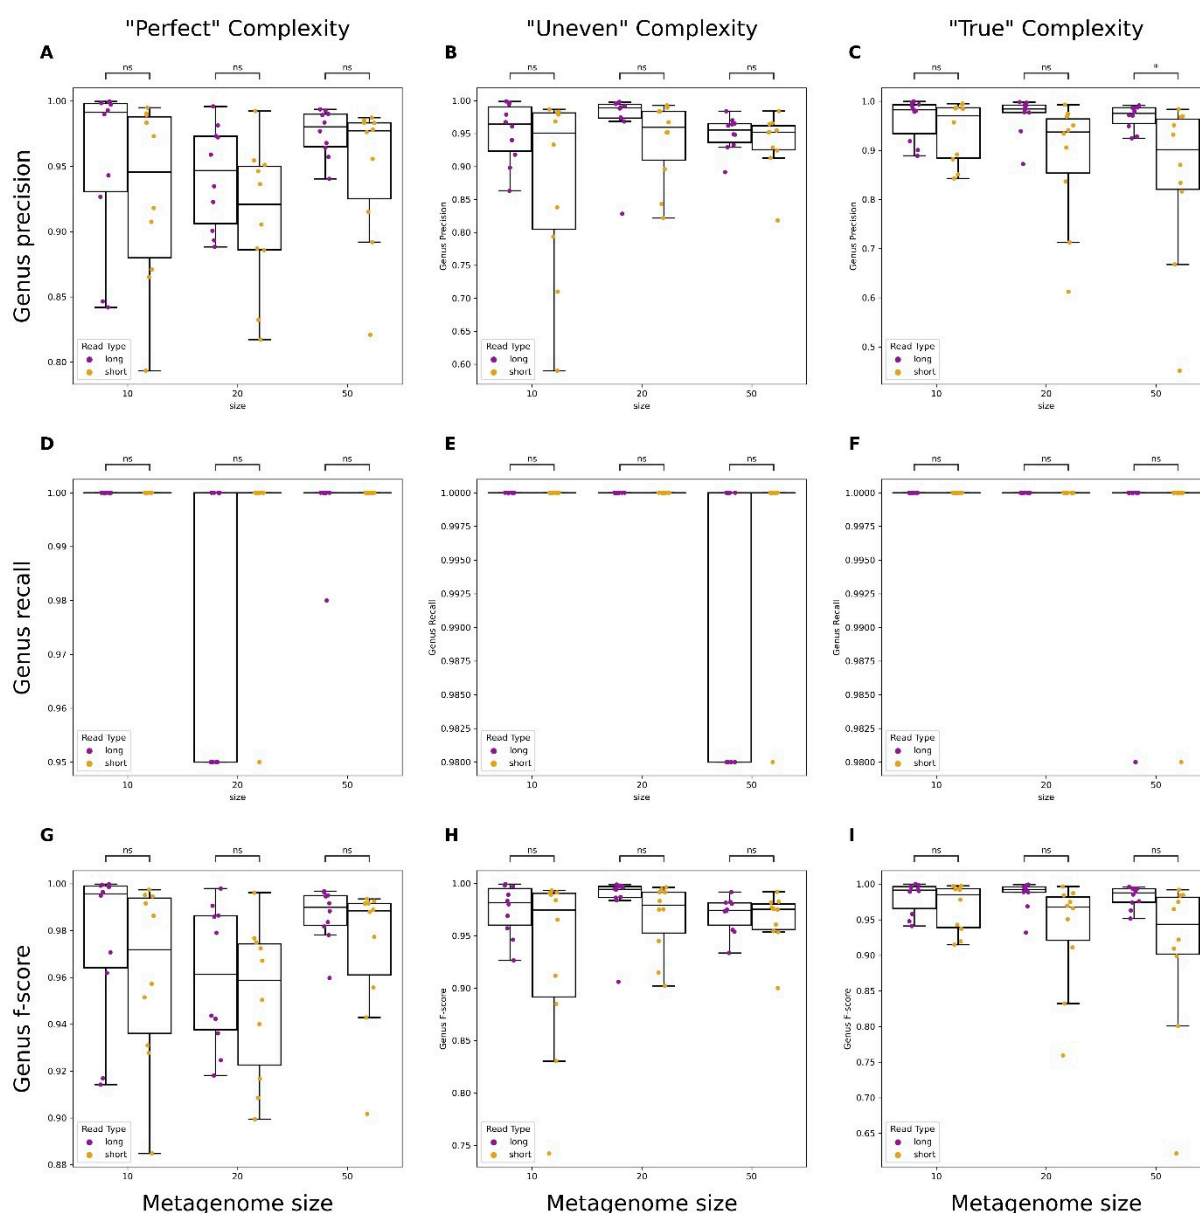 "Perfect" Complexity
"Uneven" Complexity
"True" Complexity
A
B
C
ns
ns
ns
ns
ns
ns
ns
ns
*
Genus precision
1.00
0.95
0.90
0.85
0.80
Read Type
long
short
10
20
50
size
Genus Precision
1.00
0.95
0.90
0.85
0.80
0.75
0.70
0.65
0.60
Read Type
long
short
10
20
50
size
Genus Precision
1.0
0.9
0.8
0.7
0.6
0.5
Read Type
long
short
10
20
50
size
D
E
F
ns
ns
ns
ns
ns
ns
ns
ns
ns
Genus recall
1.00
0.99
0.98
0.97
0.96
0.95
Read Type
long
short
10
20
50
size
Genus Recall
1.0000
0.9975
0.9950
0.9925
0.9900
0.9875
0.9850
0.9825
0.9800
Read Type
long
short
10
20
50
size
Genus Recall
1.0000
0.9975
0.9950
0.9925
0.9900
0.9875
0.9850
0.9825
0.9800
Read Type
long
short
10
20
50
size
G
H
I
ns
ns
ns
ns
ns
ns
ns
ns
ns
Genus f-score
1.00
0.98
0.96
0.94
0.92
0.90
0.88
Read Type
long
short
10
20
50
Metagenome size
Genus F-score
1.00
0.95
0.90
0.85
0.80
0.75
Read Type
long
short
10
20
50
Metagenome size
Genus F-Score
1.00
0.95
0.90
0.85
0.80
0.75
0.70
0.65
Read Type
long
short
10
20
50
Metagenome size